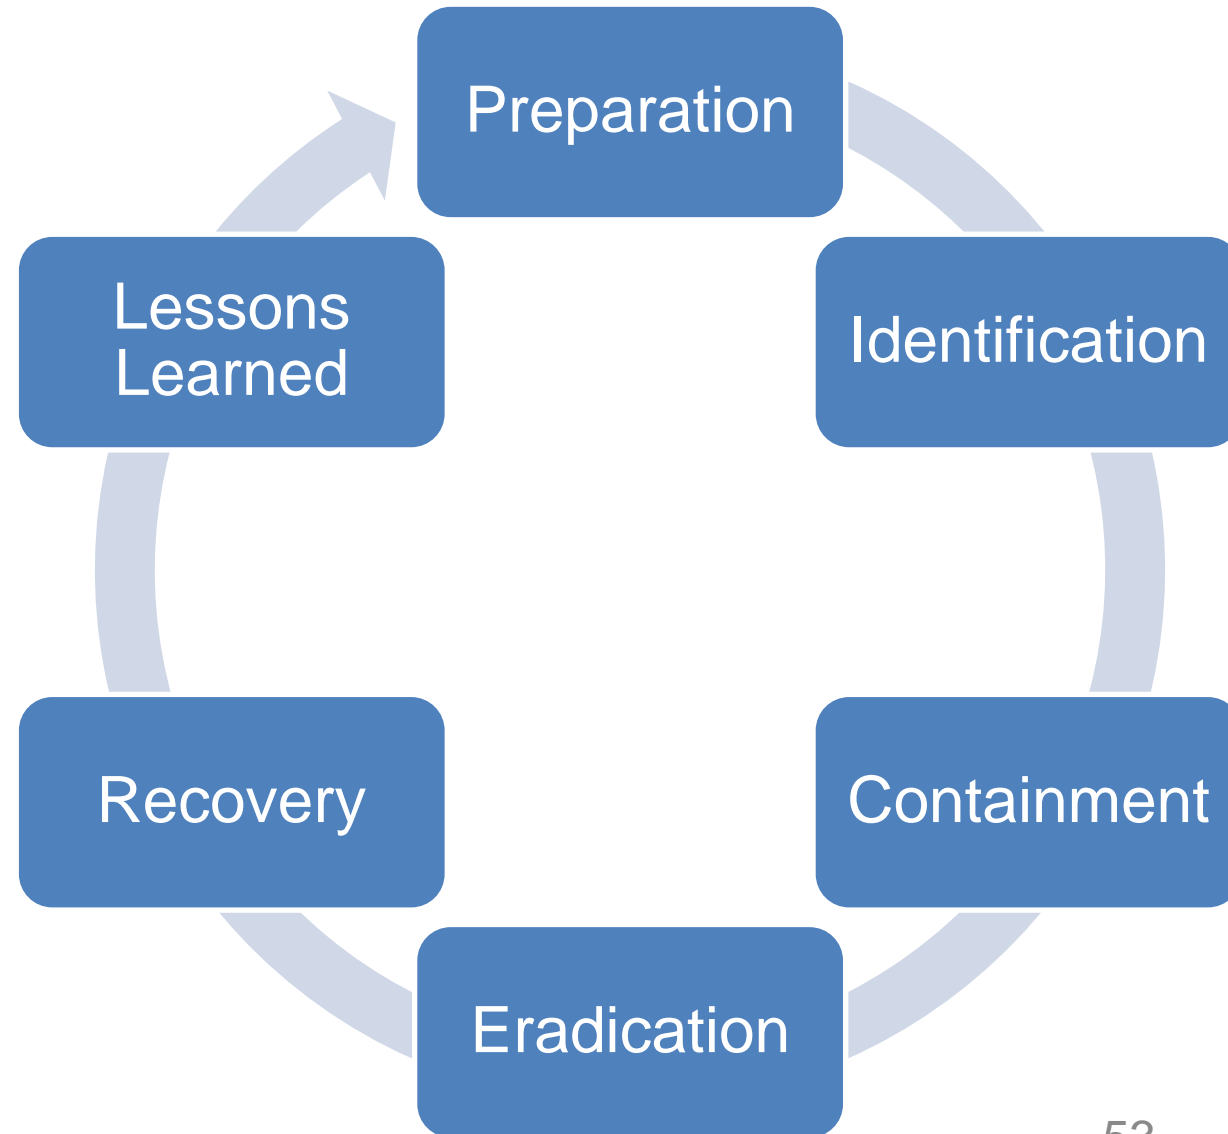 Preparation
Identification
Containment
Eradication
Recovery
Lessons
Learned